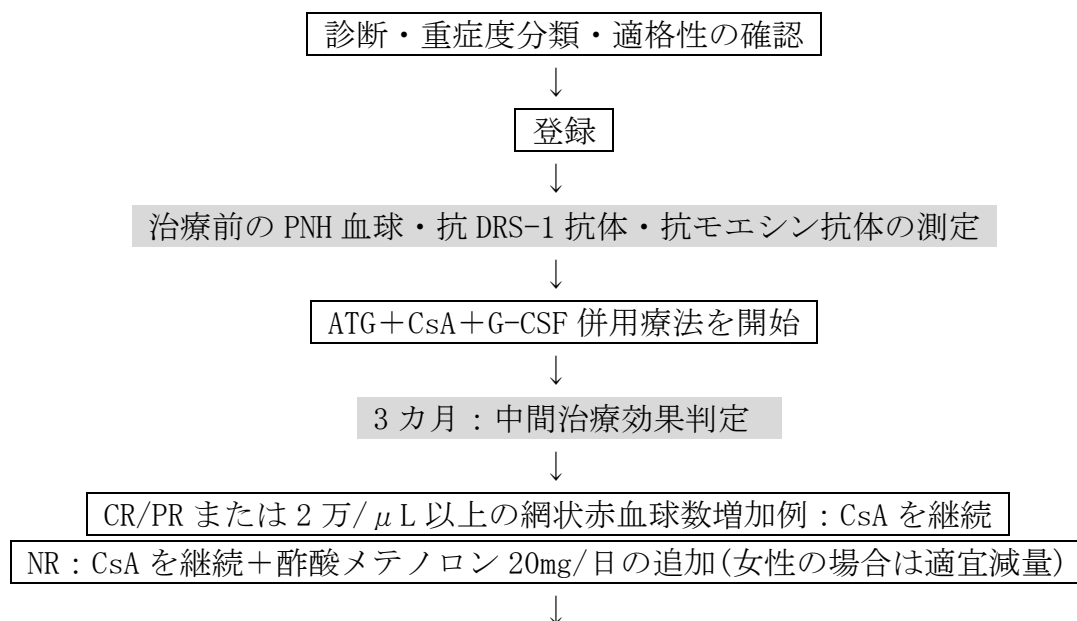 診断・重症度分類・適格性の確認
↓
登録
↓
治療前の PNH 血球・抗 DRS-1 抗体・抗モエシン抗体の測定
↓
ATG＋CsA＋G-CSF 併用療法を開始
↓
3 カ月：中間治療効果判定
↓
CR/PR または 2 万/μL 以上の網状赤血球数増加例：CsA を継続
NR：CsA を継続＋酢酸メテノロン 20mg/日の追加(女性の場合は適宜減量)
↓